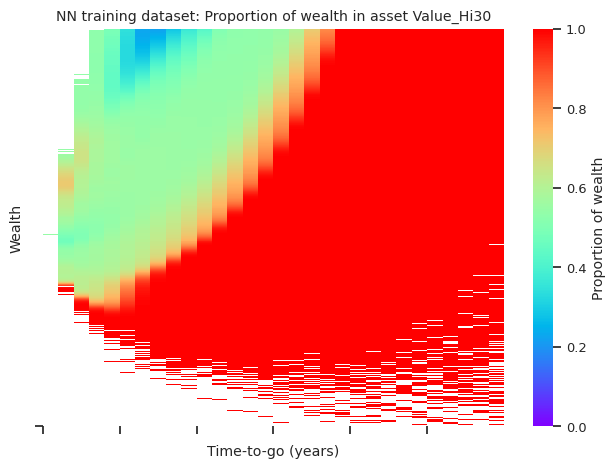 NN training dataset: Proportion of wealth in asset Value_Hi30
Wealth
Time-to-go (years)
1.0
0.8
0.6
0.4
0.2
0.0
Proportion of wealth